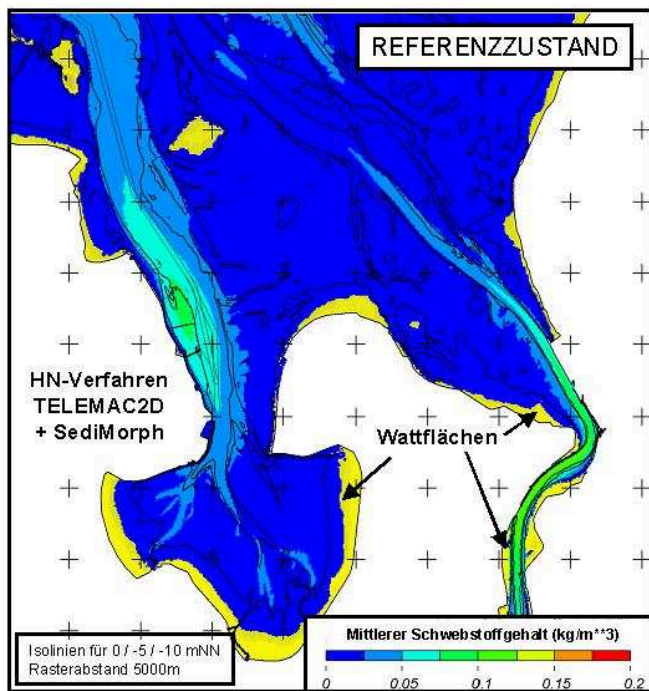 REFERENZZUSTAND
HN-Verfahren
TELEMAC2D
+ SediMorph
Wattflächen
Isolinien für 0 / -5 / -10 mNN
Rasterabstand 5000m
Mittlerer Schwebstoffgehalt (kg/m**3)
0 0.05 0.1 0.15 0.2